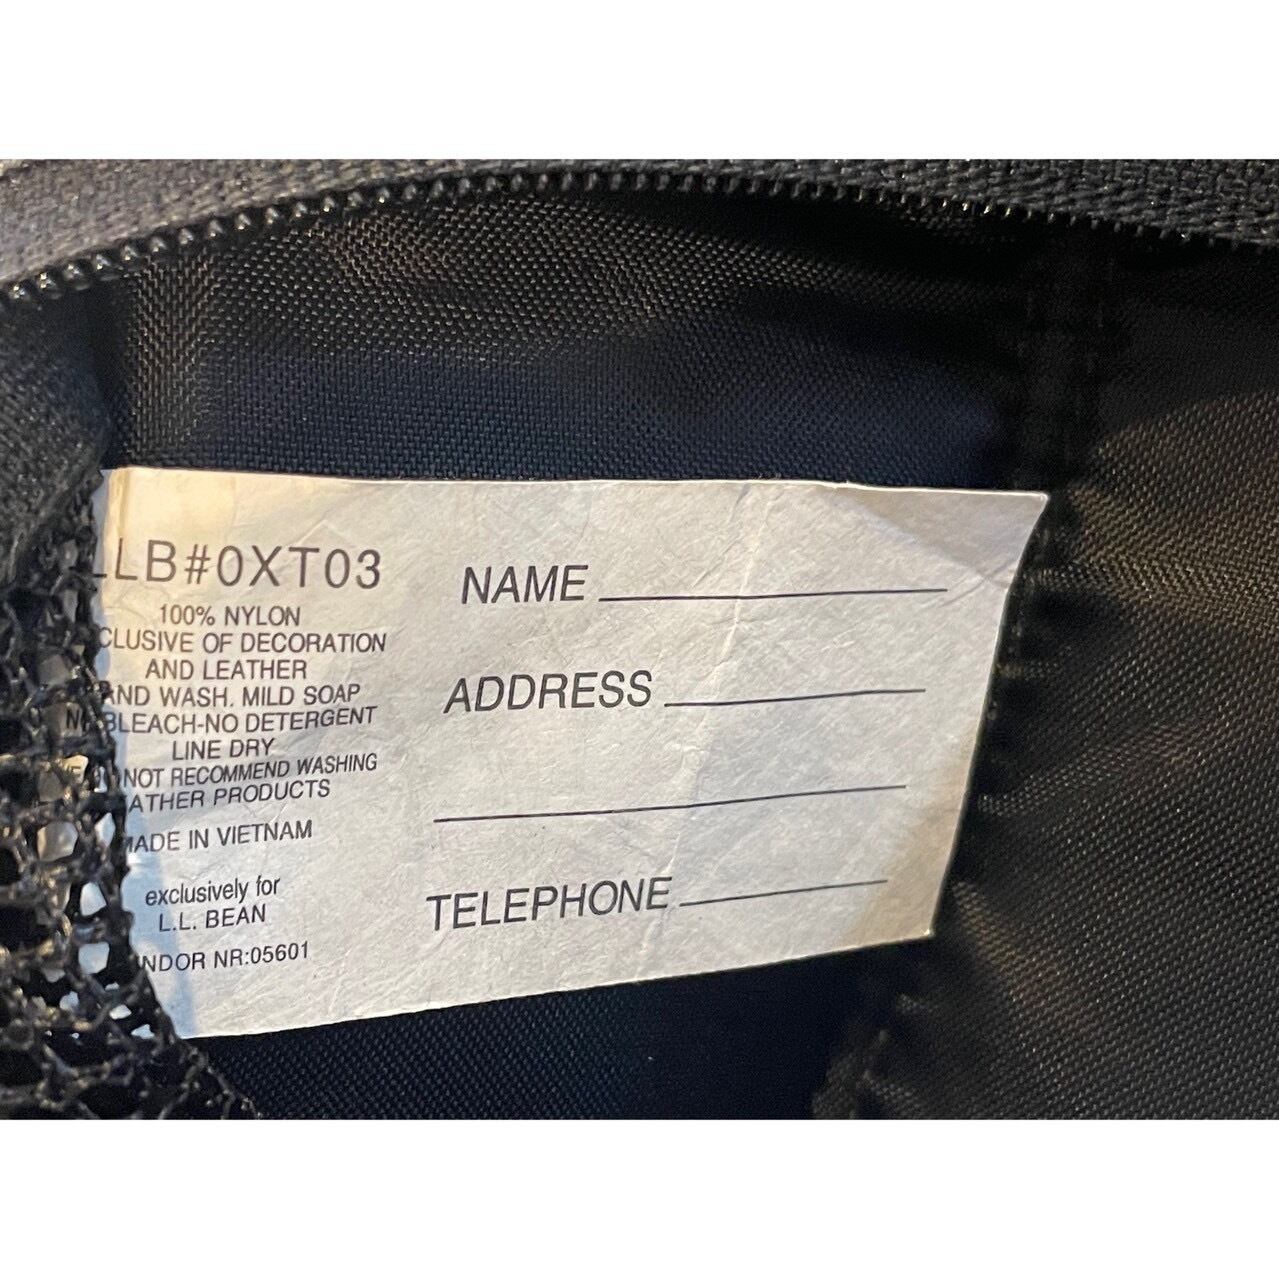 LLB#0XT03
100% NYLON
CLUSIVE OF DECORATION
AND LEATHER
AND WASH. MILD SOAP
BLEACH-NO DETERGENT
LINE DRY
NOT RECOMMEND WASHING
ATHER PRODUCTS
MADE IN VIETNAM
exclusively for
L.L. BEAN
NDOR NR:05601
NAME
ADDRESS
TELEPHONE